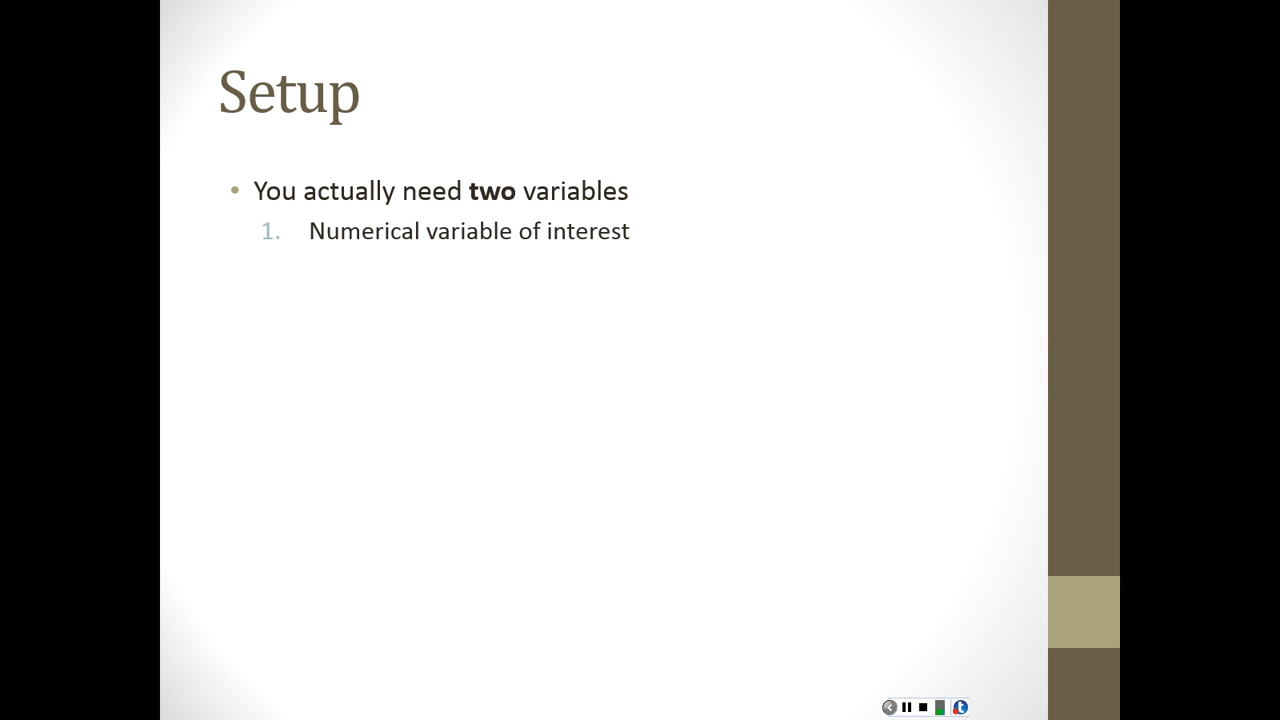 Setup
• You actually need two variables
1. Numerical variable of interest